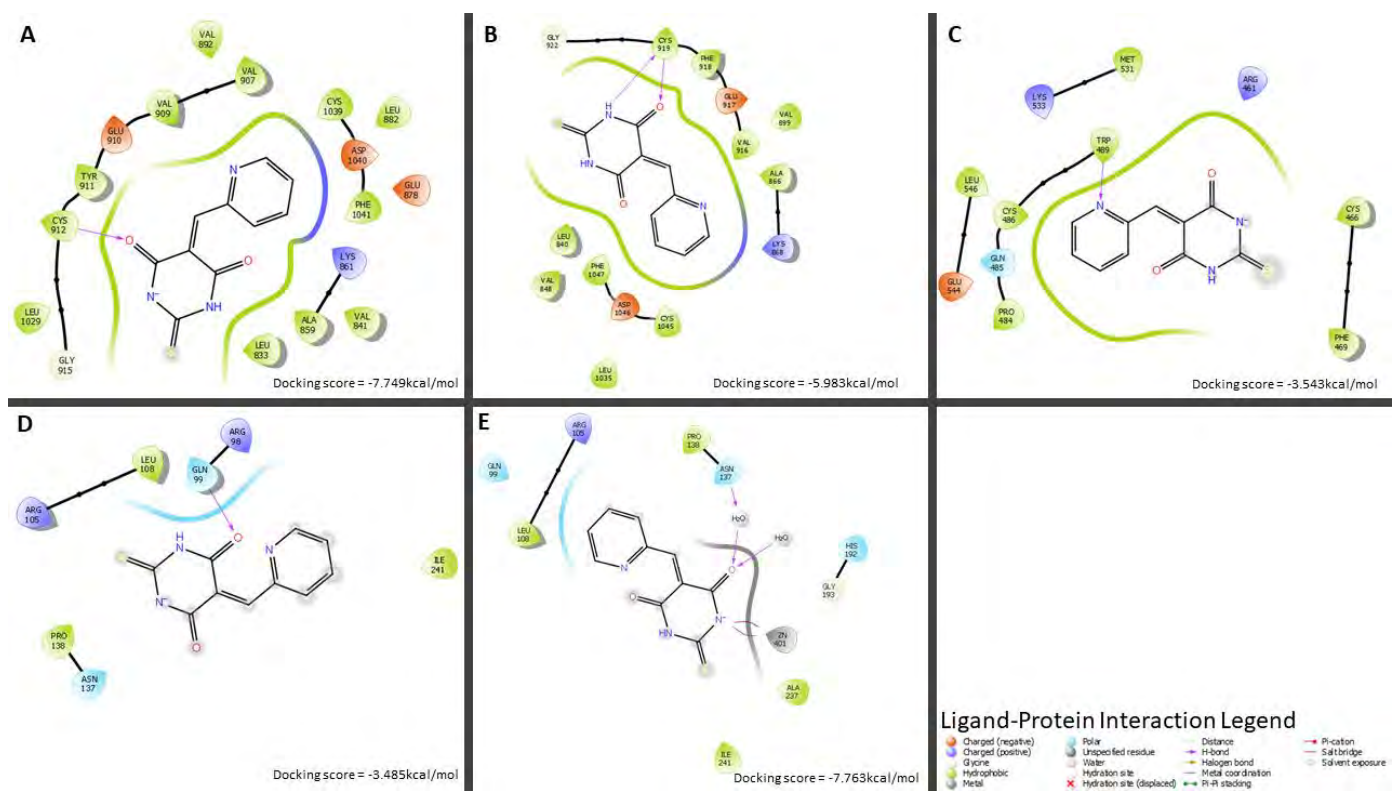 A
VAL
892
VAL
907
VAL
909
GLU
910
TYR
911
CYS
912
CYS
1039
LEU
882
ASP
1040
GLU
878
PHE
1041
LYS
861
ALA
859
VAL
841
LEU
833
LEU
1029
GLY
915
N
O
O
N-
NH
S
Docking score = -7.749kcal/mol
B
GLY
922
CYS
919
PHE
918
GLU
917
VAL
899
VAL
916
ALA
866
LYS
868
LEU
840
VAL
848
PHE
1047
ASP
1046
CYS
1045
LEU
1035
H
N
O
S
HN
O
N
Docking score = -5.983kcal/mol
C
MET
531
LYS
533
ARG
461
TRP
489
LEU
546
CYS
486
GLN
485
GLU
544
PRO
484
CYS
466
PHE
469
N
O
NH
O
N
H
S
Docking score = -3.543kcal/mol
D
ARG
98
LEU
108
GLN
99
ARG
105
ILE
241
PRO
138
ASN
137
H
N
O
N
S
N-
O
Docking score = -3.485kcal/mol
E
ARG
105
PRO
138
GLN
99
ASN
137
LEU
108
H₂O
H₂O
HIS
192
GLY
193
ZN
401
ALA
237
ILE
241
N
O
O
HN
N-
S
Docking score = -7.763kcal/mol
Ligand-Protein Interaction Legend
Charged (negative)
Charged (positive)
Glycine
Hydrophobic
Metal
Polar
Unspecified residue
Water
Hydration site
Hydration site (displaced)
Distance
H-bond
Halogen bond
Metal coordination
Pi-Pi stacking
Pi-cation
Salt bridge
Solvent exposure